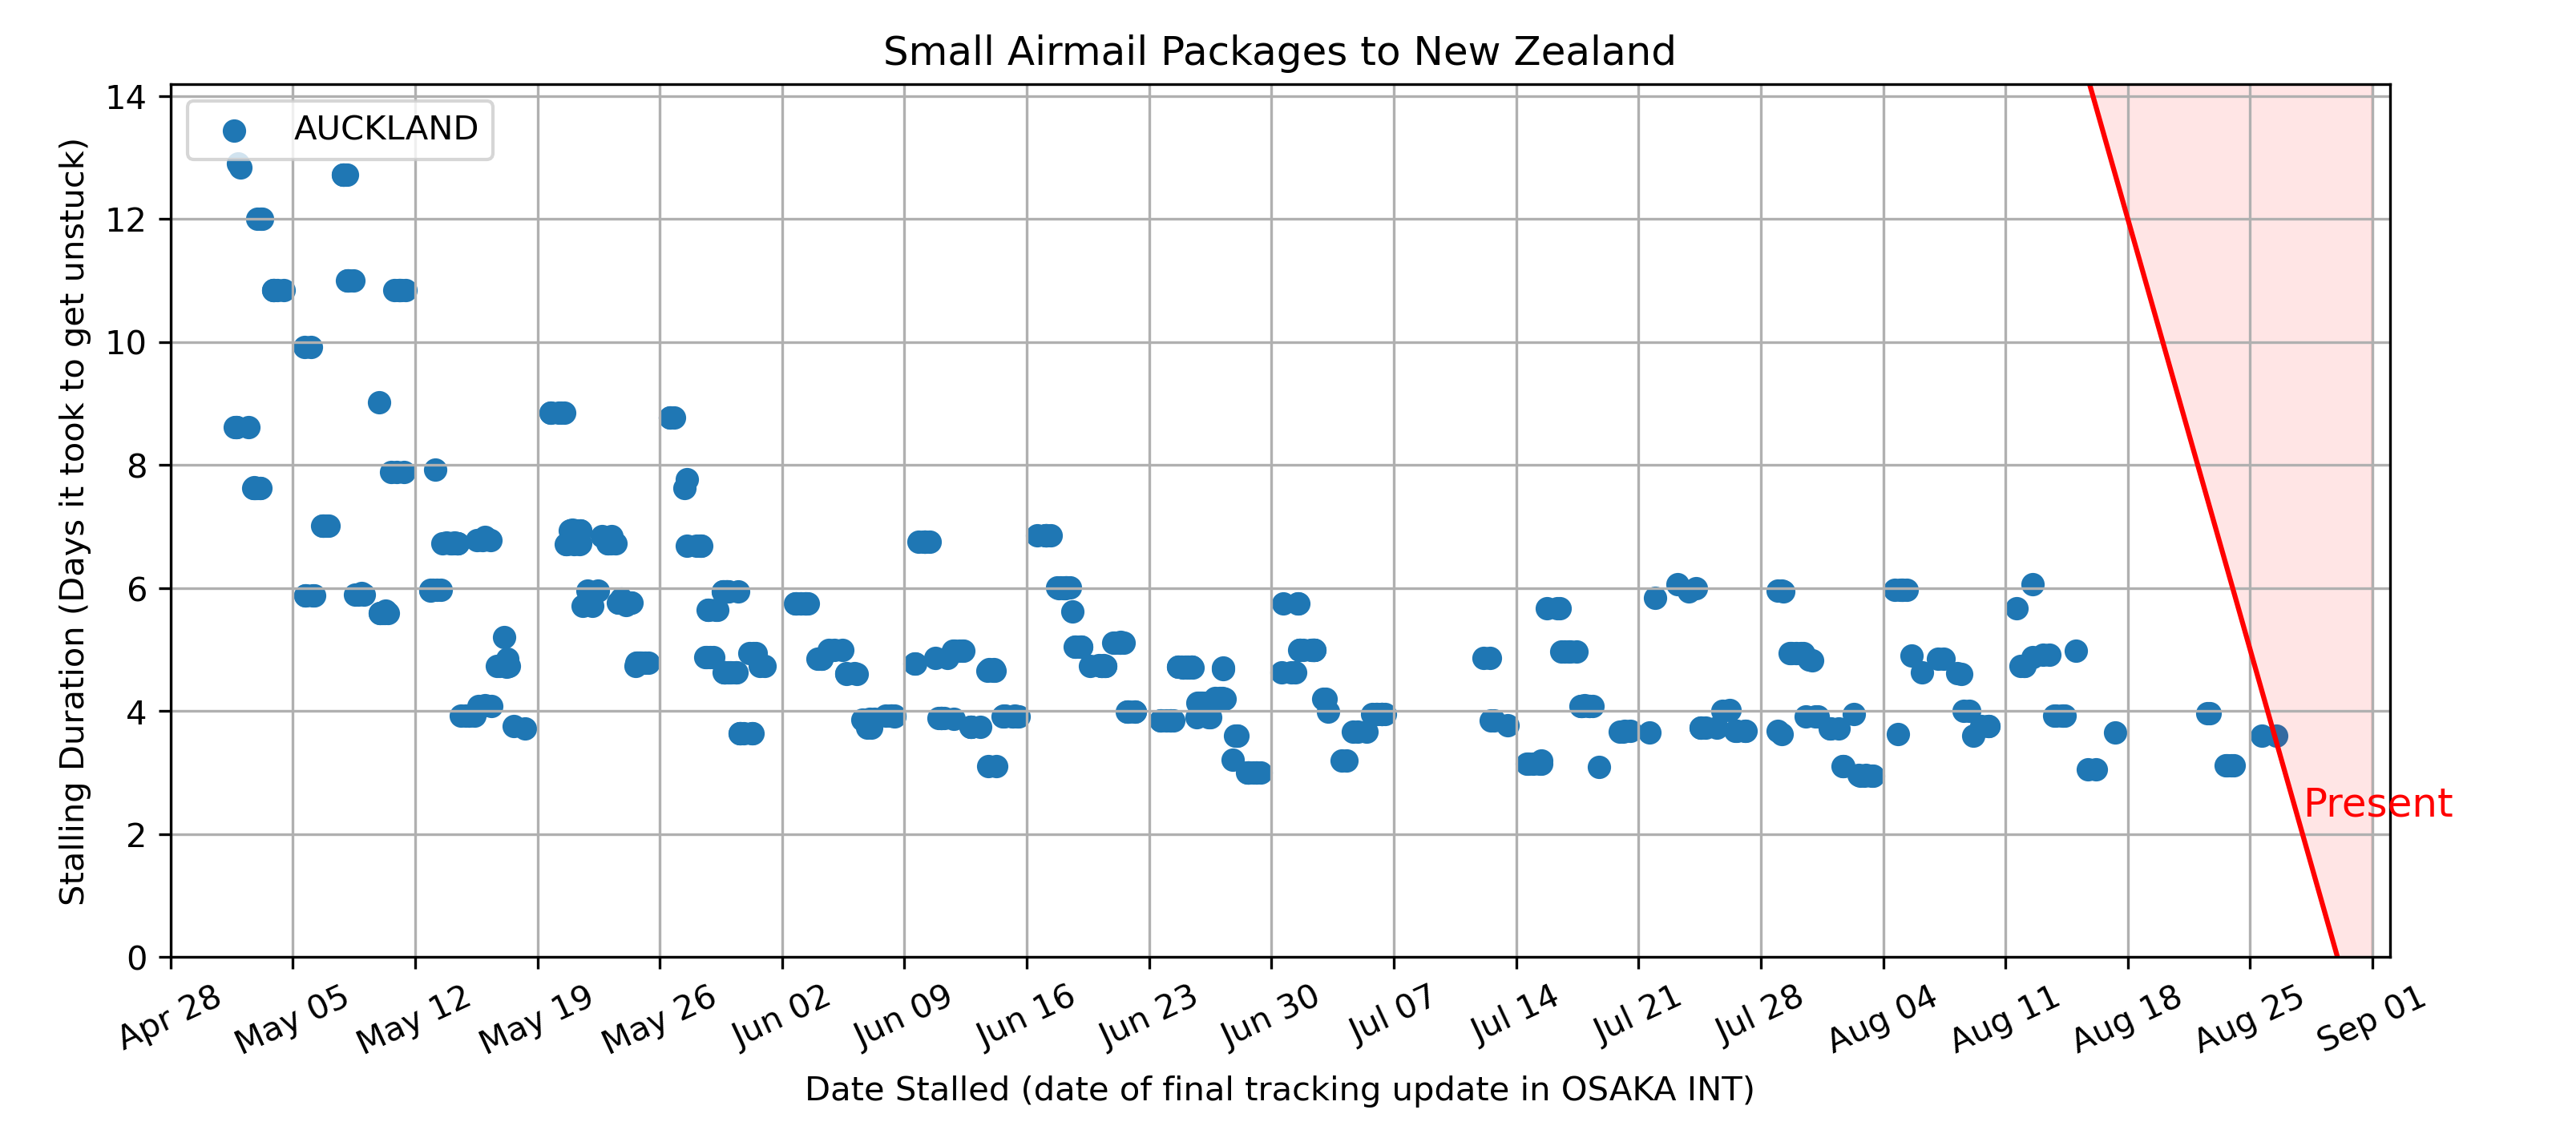 Small Airmail Packages to New Zealand
AUCKLAND
Stalling Duration (Days it took to get unstuck)
14
12
10
8
6
4
2
0
Present
Apr 28
May 05
May 12
May 19
May 26
Jun 02
Jun 09
Jun 16
Jun 23
Jun 30
Jul 07
Jul 14
Jul 21
Jul 28
Aug 04
Aug 11
Aug 18
Aug 25
Sep 01
Date Stalled (date of final tracking update in OSAKA INT)